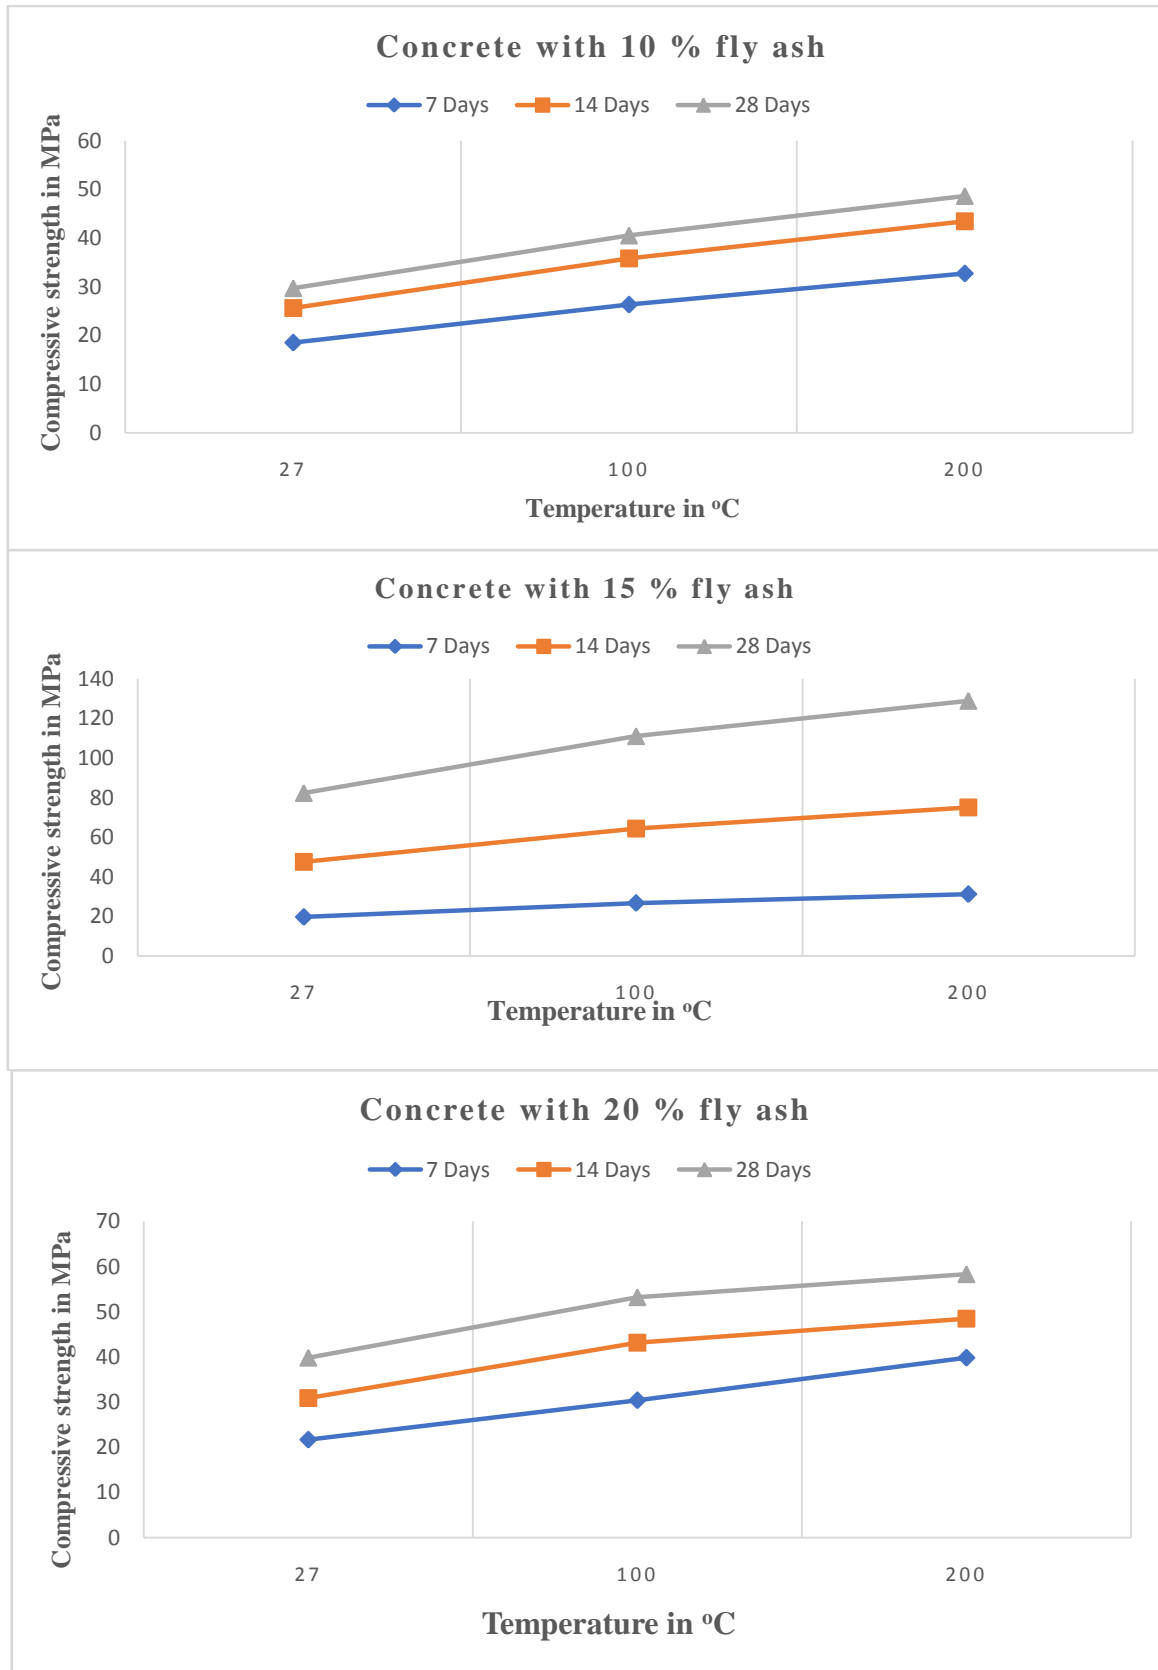 Concrete with 10 % fly ash
7 Days 14 Days 28 Days
Compressive strength in MPa
60
50
40
30
20
10
0
27 100 200
Temperature in ºC
Concrete with 15 % fly ash
7 Days 14 Days 28 Days
Compressive strength in MPa
140
120
100
80
60
40
20
0
27 100 200
Temperature in ºC
Concrete with 20 % fly ash
7 Days 14 Days 28 Days
Compressive strength in MPa
70
60
50
40
30
20
10
0
27 100 200
Temperature in ºC